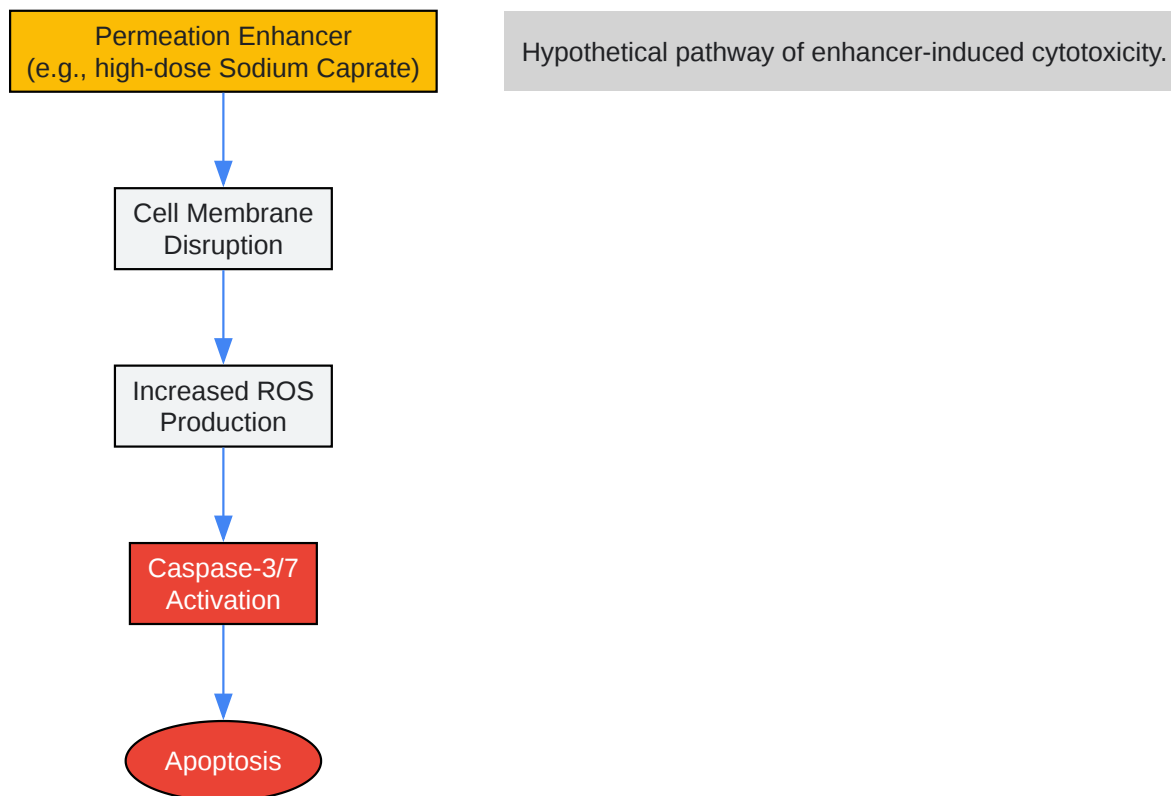 Permeation Enhancer
(e.g., high-dose Sodium Caprate)
Hypothetical pathway of enhancer-induced cytotoxicity.
Cell Membrane
Disruption
Increased ROS
Production
Caspase-3/7
Activation
Apoptosis